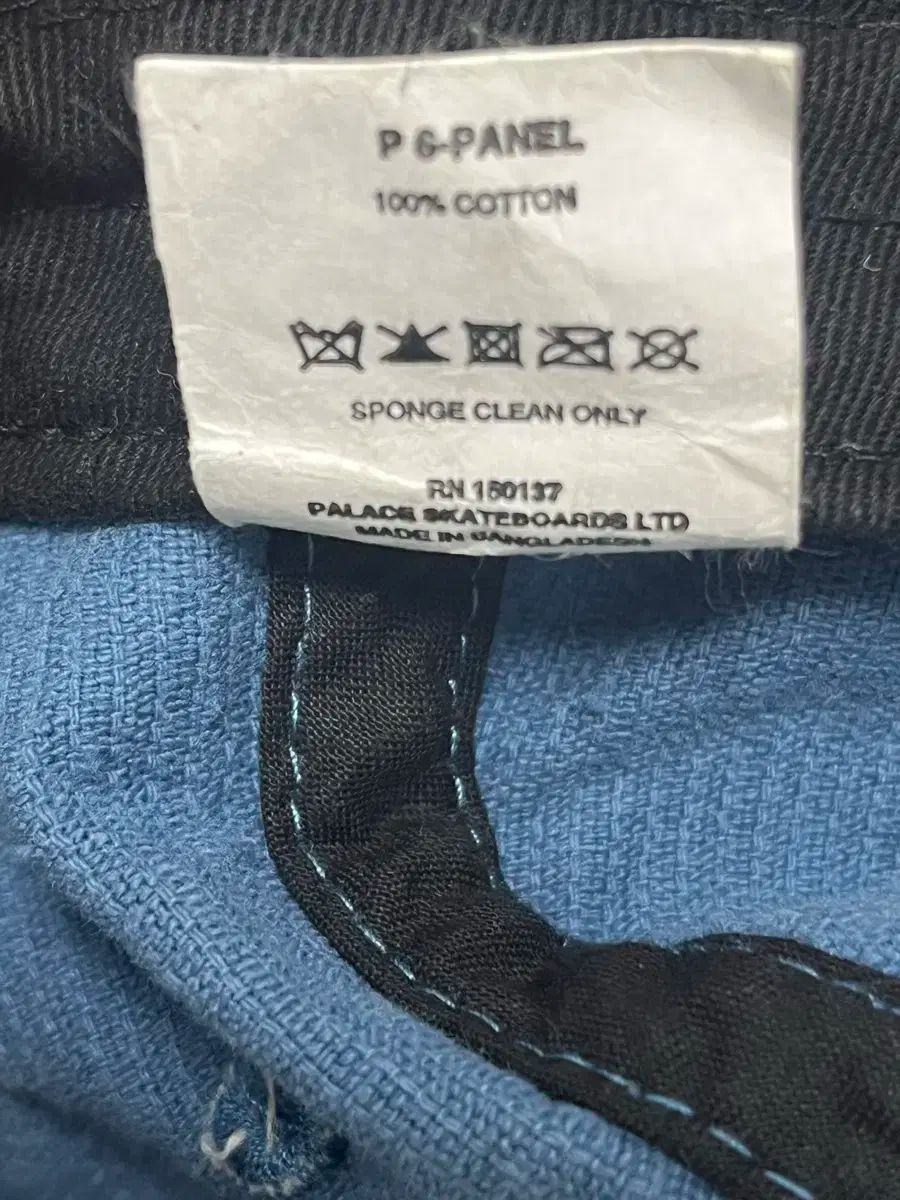 P 6-PANEL
100% COTTON
SPONGE CLEAN ONLY
RN 150137
PALACE SKATEBOARDS LTD
MADE IN BANGLADESH